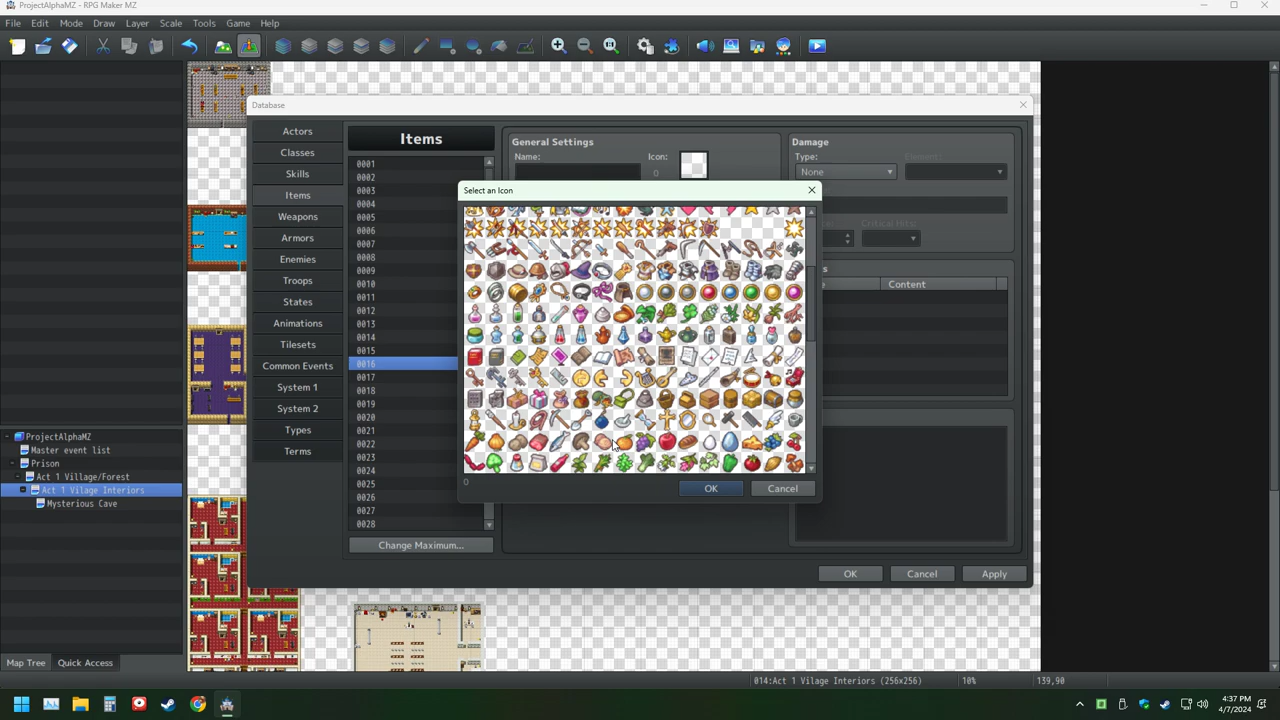 ProjectAlphaMZ - RPG Maker MZ
File Edit Mode Draw Layer Scale Tools Game Help
Database
Actors
Classes
Skills
Items
Weapons
Armors
Enemies
Troops
States
Animations
Tilesets
Common Events
System 1
System 2
Types
Terms
Items
0001
0002
0003
0004
0005
0006
0007
0008
0009
0010
0011
0012
0013
0014
0015
0016
0017
0018
0019
0020
0021
0022
0023
0024
0025
0026
0027
0028
Change Maximum...
General Settings
Name:
Icon:
0
Damage
Type:
Element:
None
Critical Hits:
Content
Select an Icon
0
OK
Cancel
OK
Cancel
Apply
ProjectAlphaMZ
Master event list
Prison
Act 1 Village/Forest
Act 1 Vilage Interiors
Mysterious Cave
Map Tree
Quick Access
014:Act 1 Vilage Interiors (256x256)
10%
139,90
4:37 PM
4/7/2024